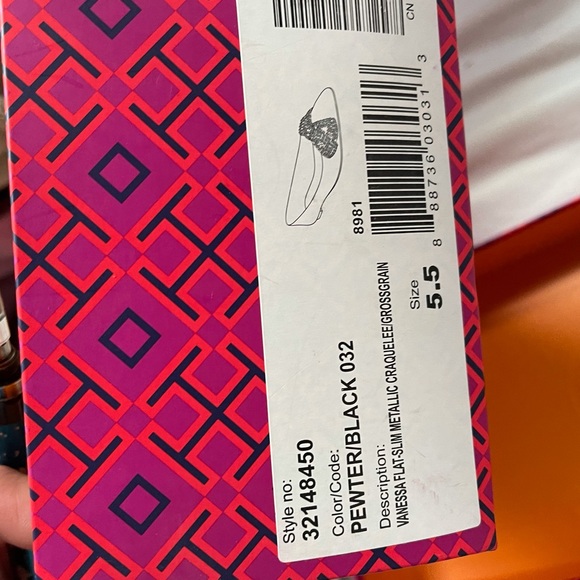 Style no:
32148450
Color/Code:
PEWTER/BLACK 032
Description:
VANESSA FLAT-SLIM METALLIC CRAQUELEE/GROSSGRAIN
Size
5.5
8981
8 88736 03031 3
CN